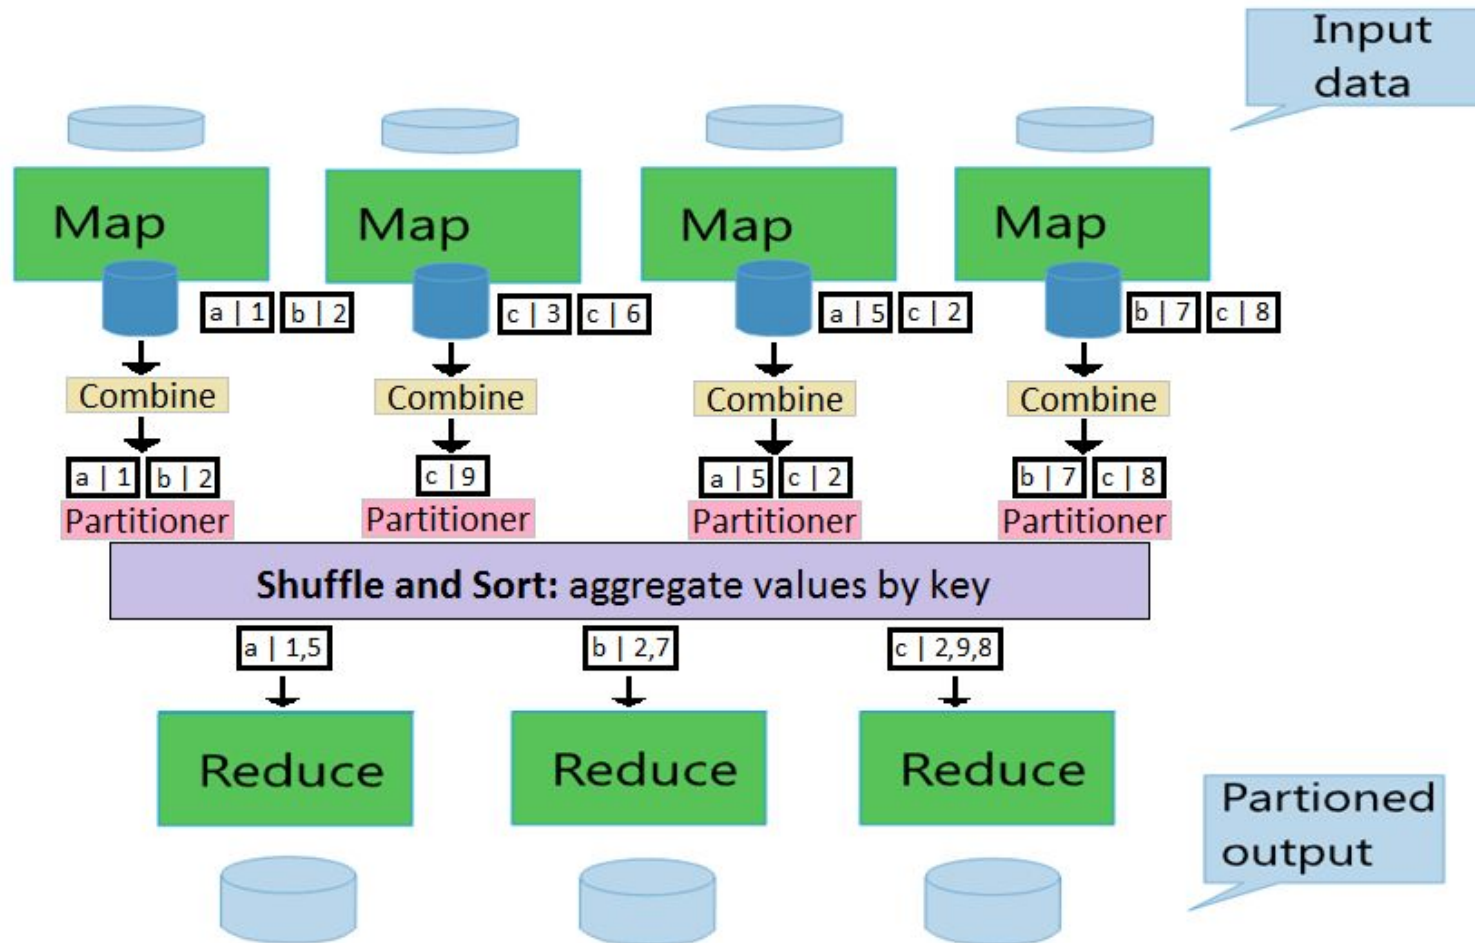 Input
data
Map
Map
Map
Map
a | 1
b | 2
c | 3
c | 6
a | 5
c | 2
b | 7
c | 8
Combine
Combine
Combine
Combine
a | 1
b | 2
c | 9
a | 5
c | 2
b | 7
c | 8
Partitioner
Partitioner
Partitioner
Partitioner
Shuffle and Sort: aggregate values by key
a | 1,5
b | 2,7
c | 2,9,8
Reduce
Reduce
Reduce
Partioned
output